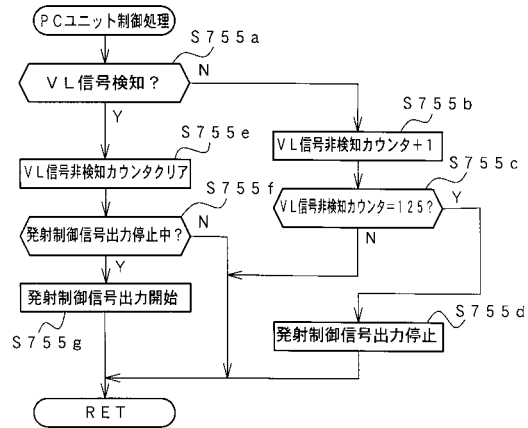 PCユニット制御処理
S755a
VL信号検知?
N
Y
S755b
VL信号非検知カウンタ+1
S755e
VL信号非検知カウンタクリア
S755c
VL信号非検知カウンタ=125?
Y
N
S755f
発射制御信号出力停止中?
N
Y
発射制御信号出力開始
S755g
S755d
発射制御信号出力停止
RET